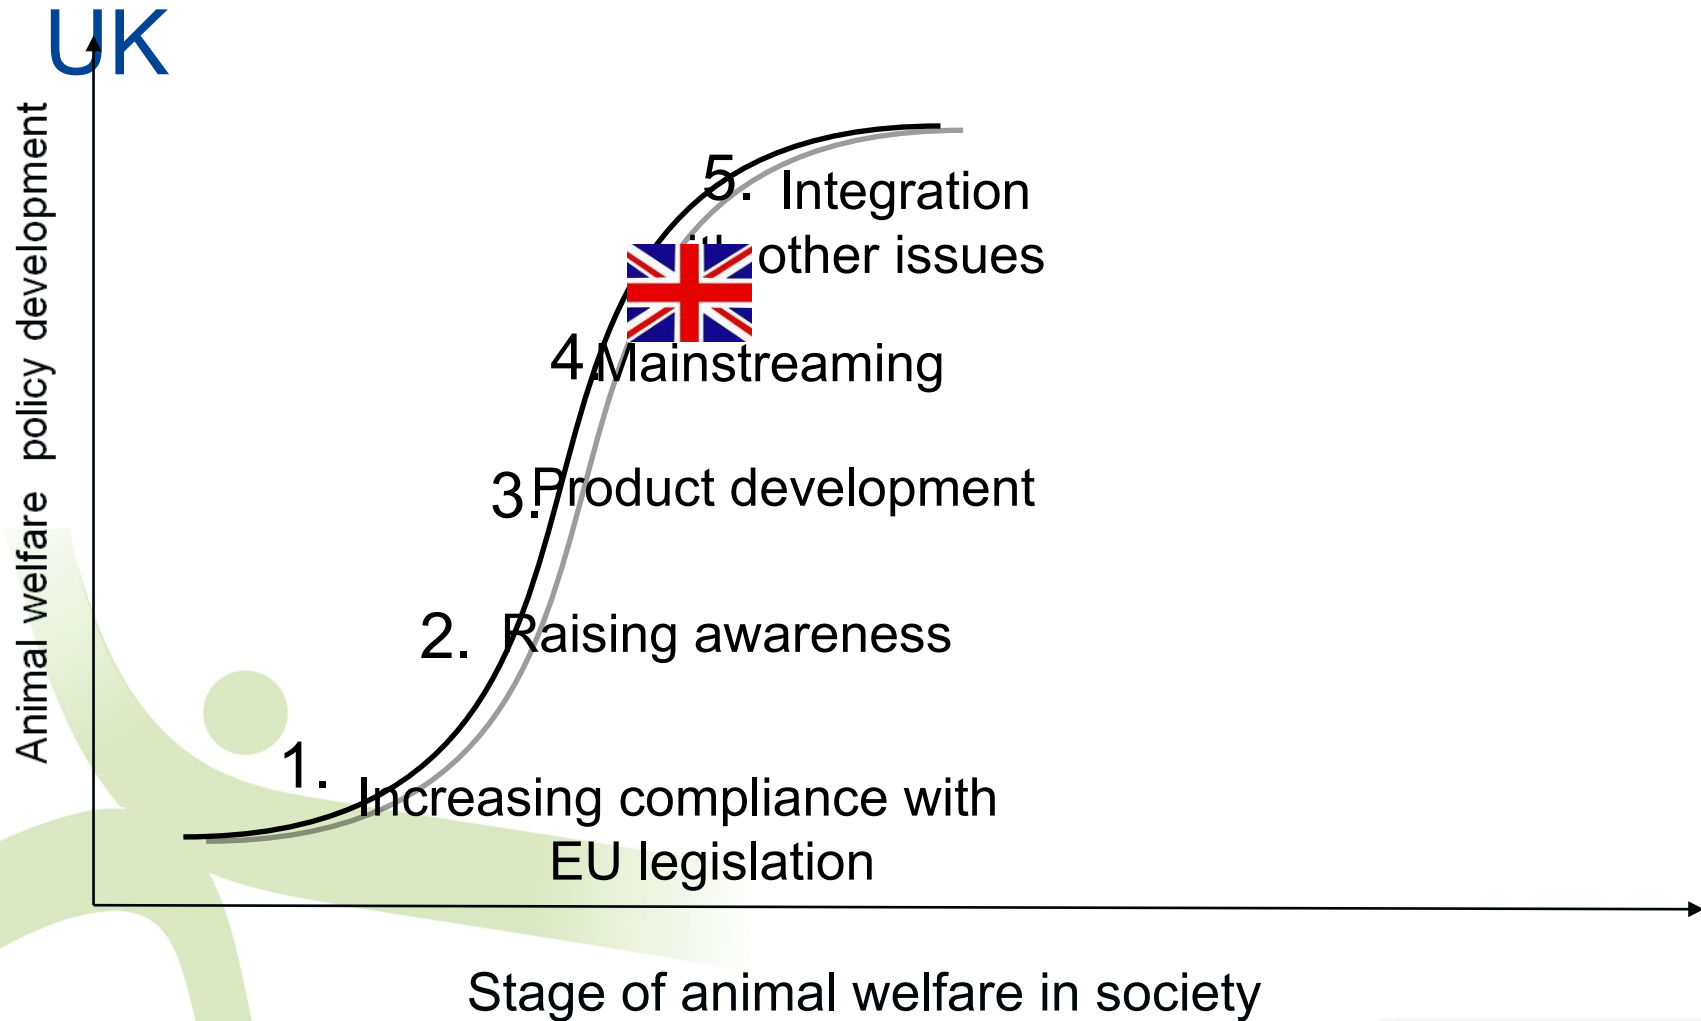 UK
Animal welfare policy development
5. Integration
other issues
4. Mainstreaming
3. Product development
2. Raising awareness
1. Increasing compliance with
EU legislation
Stage of animal welfare in society